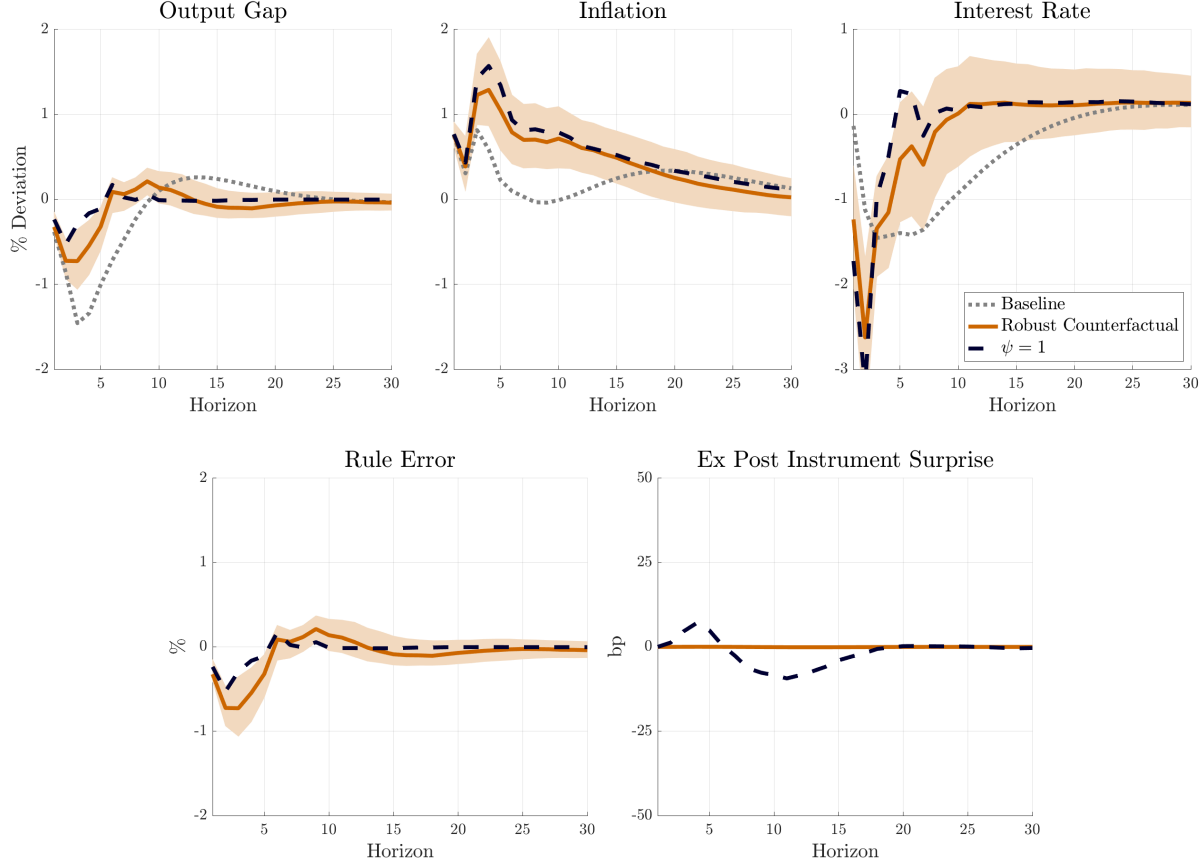 Output Gap
2
1
0
-1
-2
% Deviation
5 10 15 20 25 30
Horizon
Inflation
2
1
0
-1
-2
5 10 15 20 25 30
Horizon
Interest Rate
1
0
-1
-2
-3
5 10 15 20 25 30
Horizon
Baseline
Robust Counterfactual
ψ = 1
Rule Error
2
1
0
-1
-2
%
5 10 15 20 25 30
Horizon
Ex Post Instrument Surprise
50
25
0
-25
-50
bp
5 10 15 20 25 30
Horizon